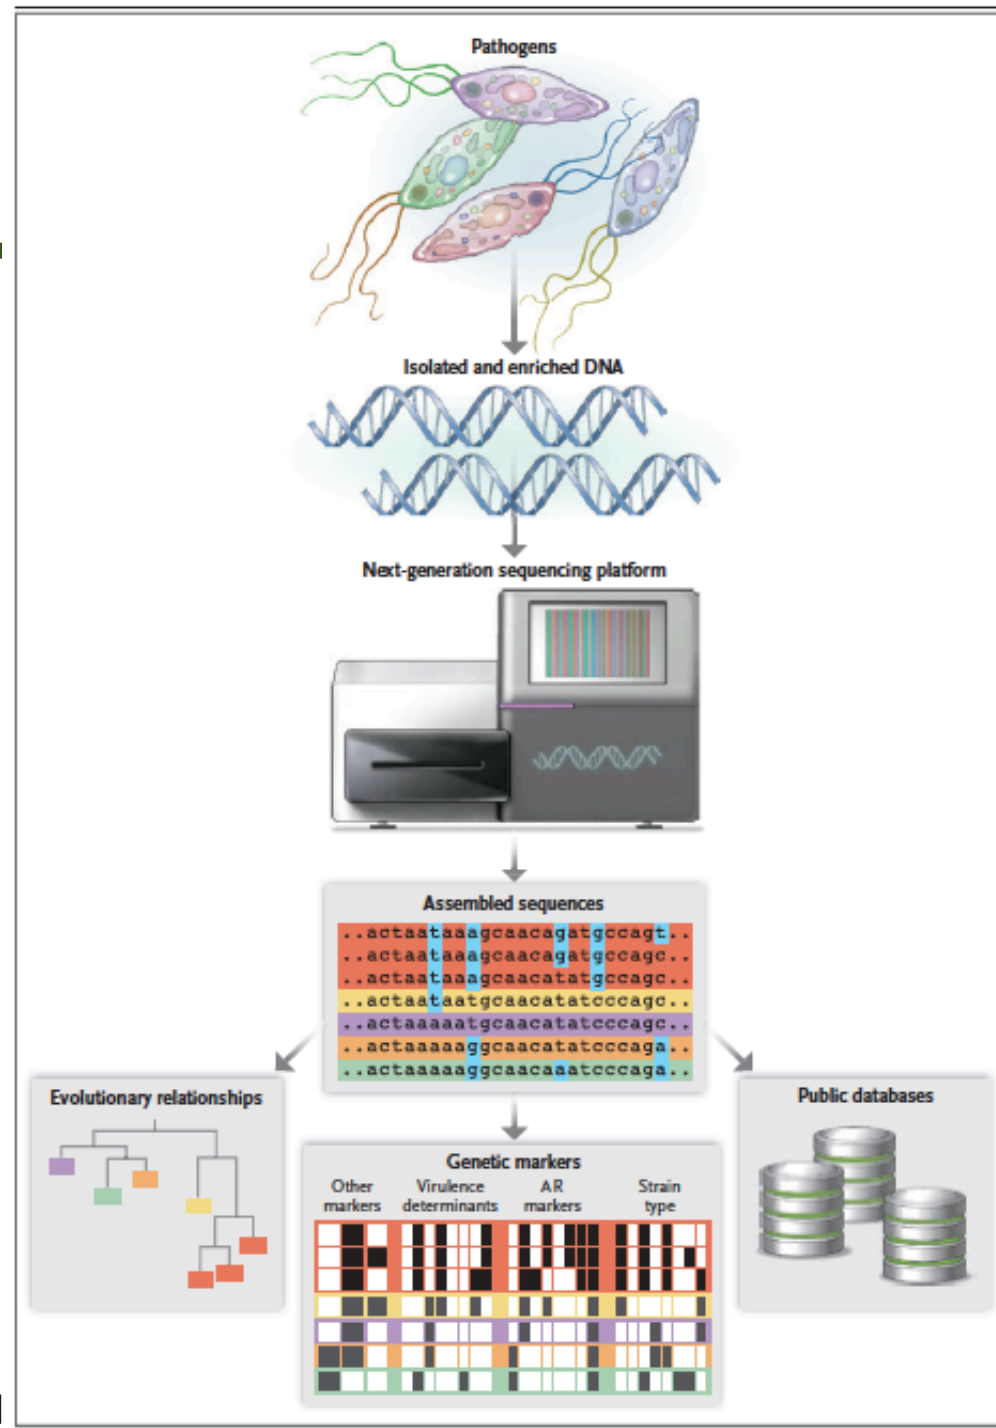 Pathogens
Isolated and enriched DNA
Next-generation sequencing platform
Assembled sequences
..actaataaagcaacagatgccagt..
..actaataaagcaacagatgccagc..
..actaataaagcaacatatgccagc..
..actaataatgcaacatatcccagc..
..actaaaaatgcaacatatcccagc..
..actaaaaaggcaacatatcccaga..
..actaaaaaggcaacaaatcccaga..
Evolutionary relationships
Public databases
Genetic markers
Other markers
Virulence determinants
AR markers
Strain type